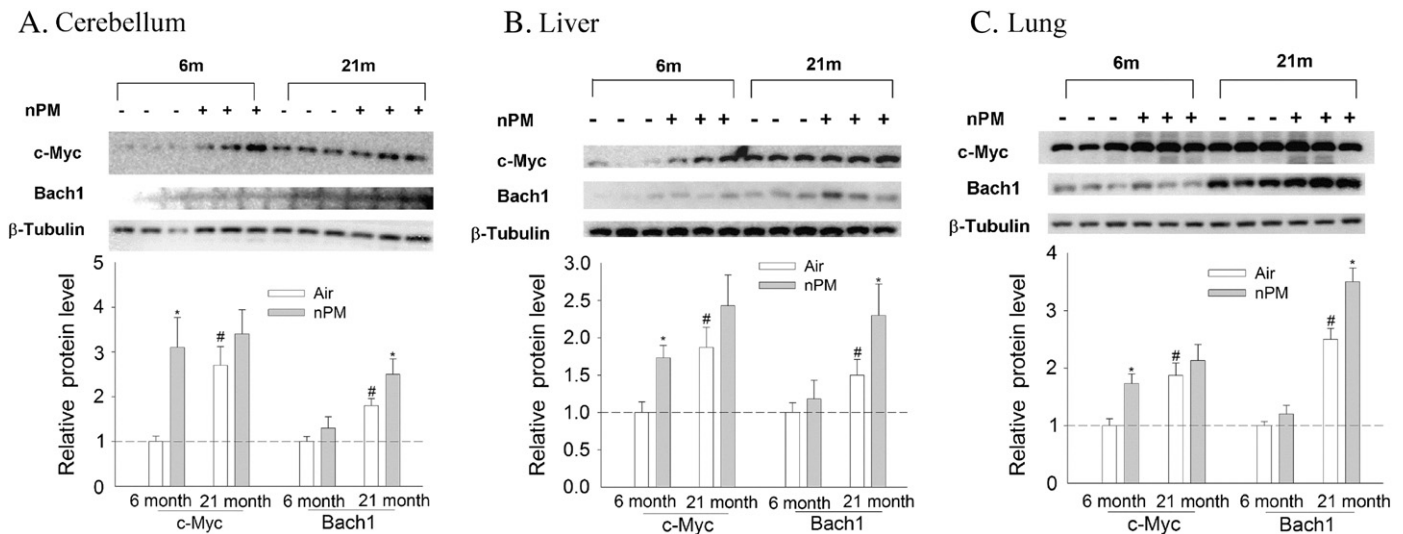 A. Cerebellum
6m 21m
nPM - - - + + + - - - + + +
c-Myc
Bach1
β-Tubulin
Relative protein level
5
4
3
2
1
0
Air
nPM
* # # *
6 month 21 month 6 month 21 month
c-Myc Bach1
B. Liver
6m 21m
nPM - - - + + + - - - + + +
c-Myc
Bach1
β-Tubulin
Relative protein level
3.0
2.5
2.0
1.5
1.0
0.5
0.0
Air
nPM
* # # *
6 month 21 month 6 month 21 month
c-Myc Bach1
C. Lung
6m 21m
nPM - - - + + + - - - + + +
c-Myc
Bach1
β-Tubulin
Relative protein level
4
3
2
1
0
Air
nPM
* # # *
6 month 21 month 6 month 21 month
c-Myc Bach1